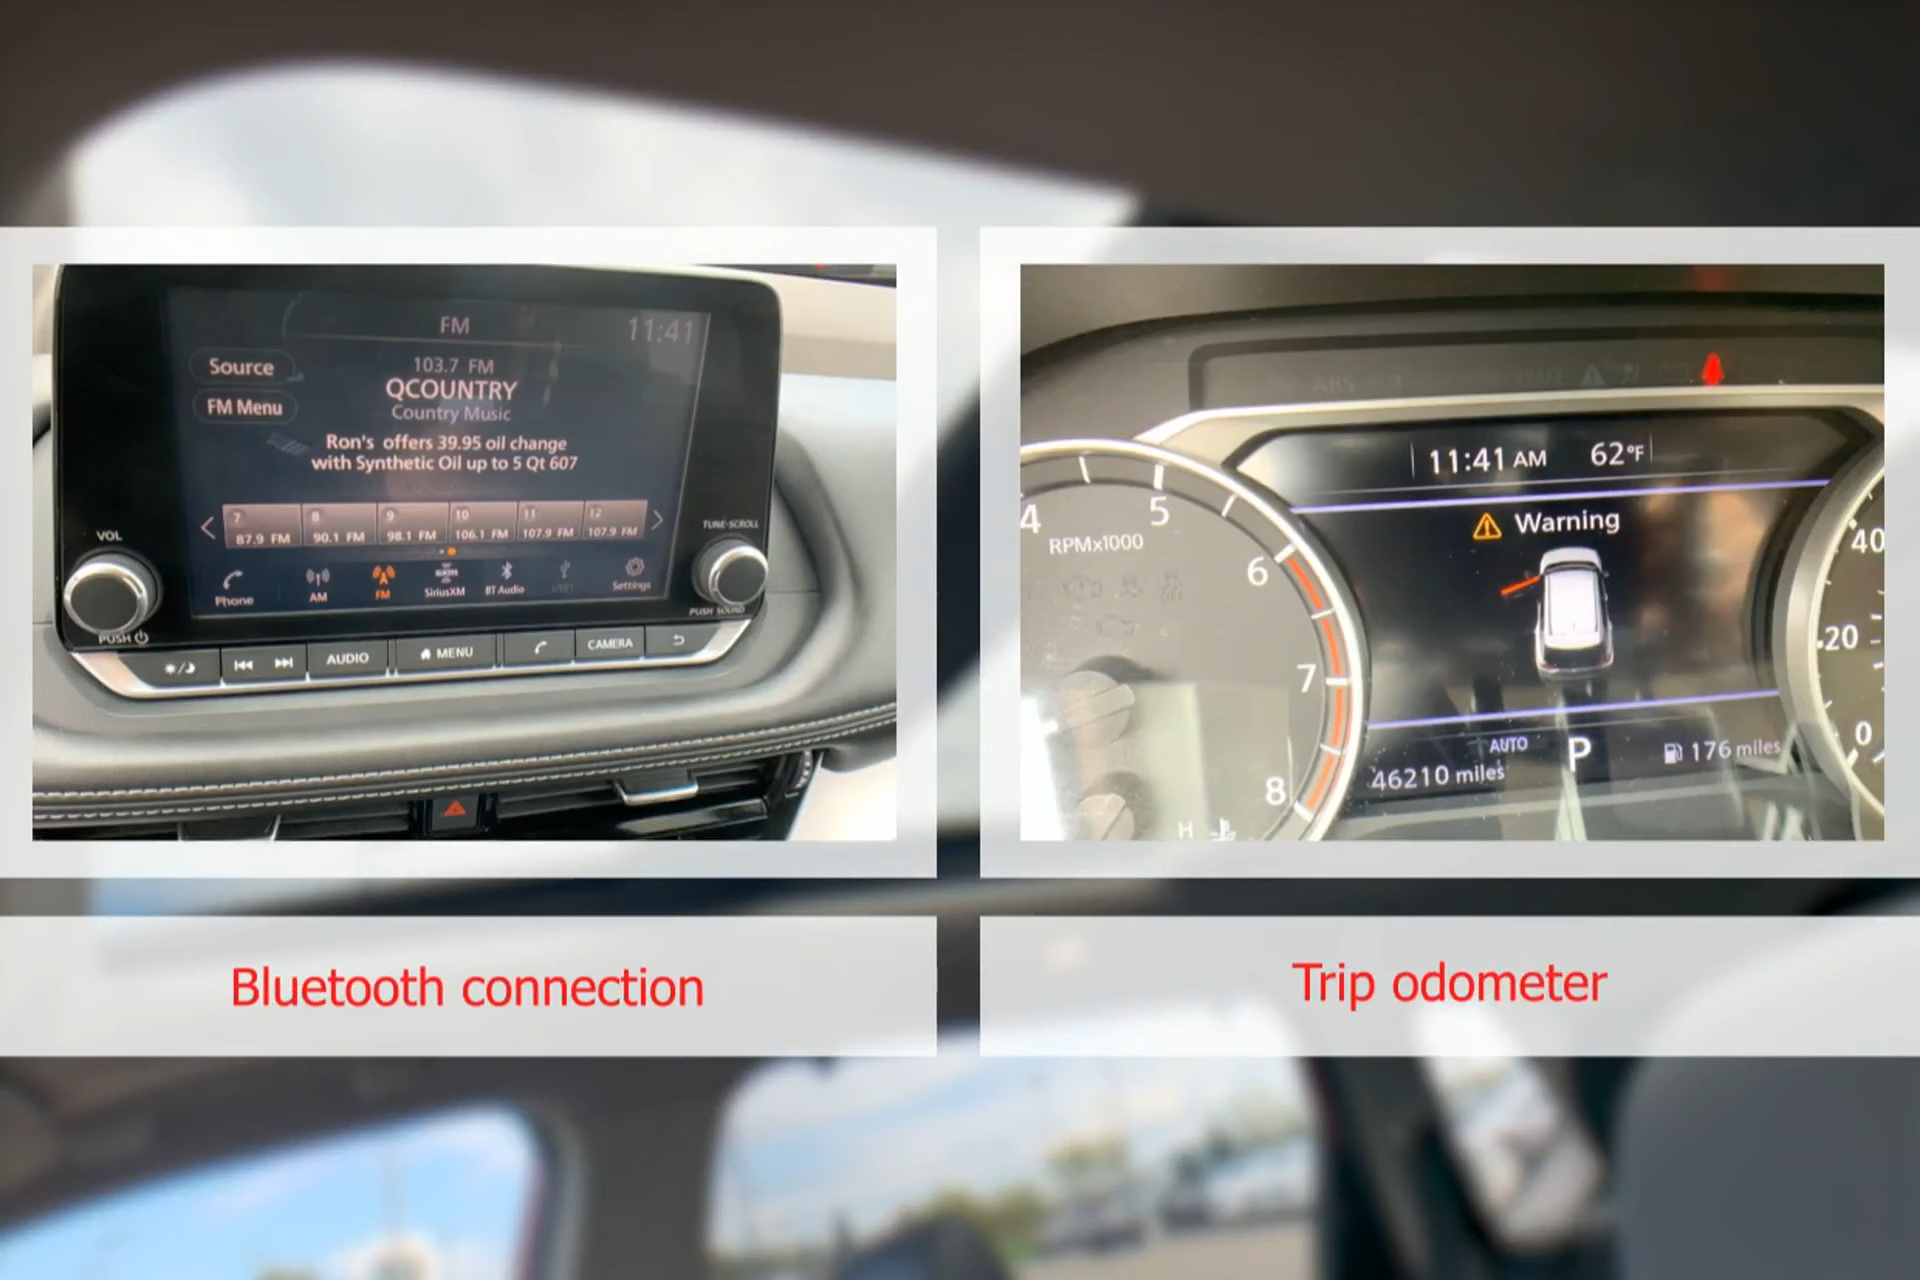 FM
11:41
Source
FM Menu
103.7 FM
QCOUNTRY
Country Music
Ron's offers 39.95 oil change
with Synthetic Oil up to 5 Qt 607
7 8 9 10 11 12
87.9 FM 90.1 FM 98.1 FM 106.1 FM 107.9 FM 107.9 FM
VOL
TUNE·SCROLL
Phone AM FM SiriusXM BT Audio Settings
PUSH
PUSH SOUND
AUDIO MENU CAMERA
ABS
11:41 AM 62°F
Warning
4 5 6 7 8
RPMx1000
H
AUTO P 176 miles
46210 miles
40
20
0
Bluetooth connection
Trip odometer